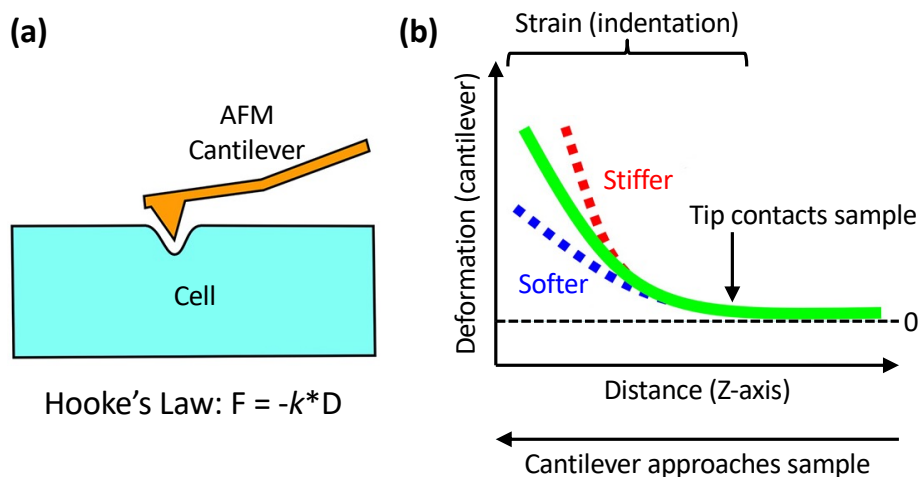 (a)
AFM
Cantilever
Cell
Hooke's Law: F = -k*D
(b)
Strain (indentation)
Deformation (cantilever)
Stiffer
Tip contacts sample
Softer
0
Distance (Z-axis)
Cantilever approaches sample